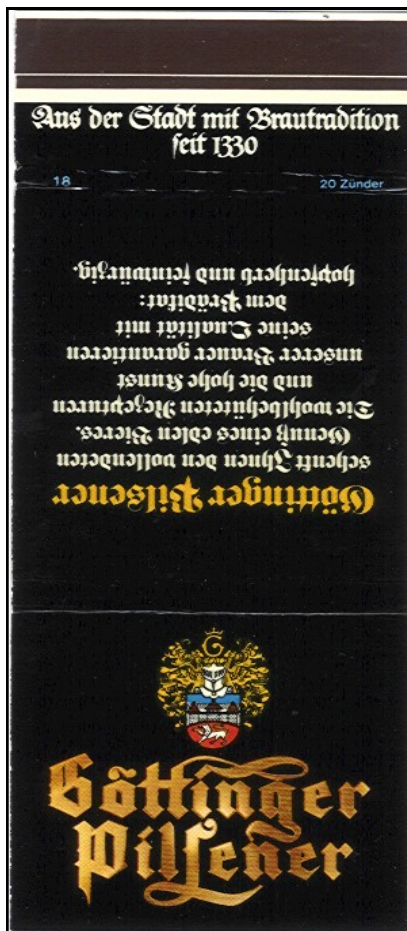 Aus der Stadt mit Brautradition
seit 1330
18
20 Zünder
Göttinger Pilsener
schenkt Ihnen den vollendeten
Genuß eines edlen Bieres.
Die wohlbehüteten Rezepturen
und die hohe Kunst
unserer Brauer garantieren
seine Qualität mit
dem Präditat:
hopfenherb und feinwürzig.
G
Göttinger
Pilsener